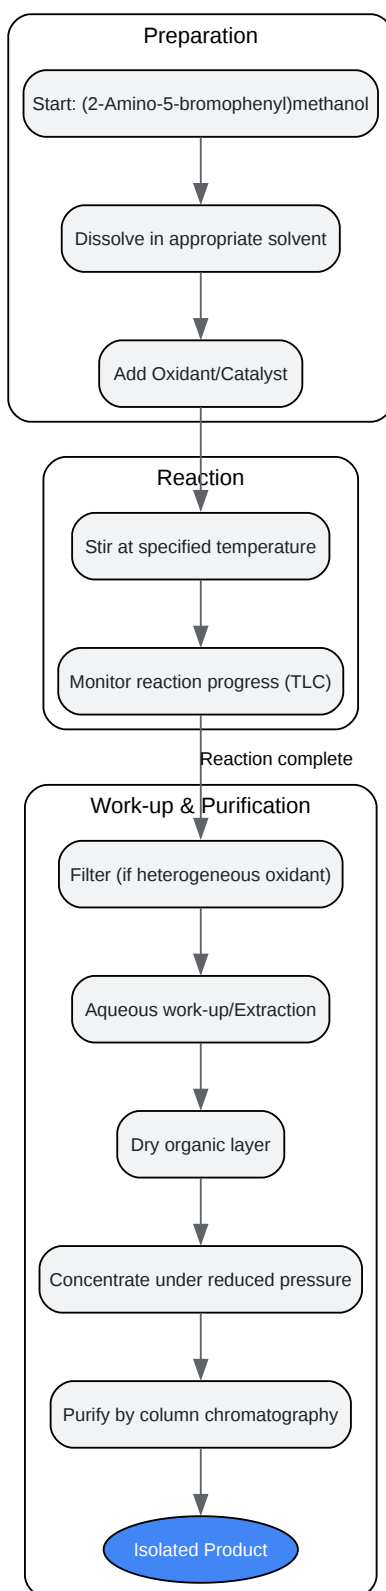 Preparation
Start: (2-Amino-5-bromophenyl)methanol
Dissolve in appropriate solvent
Add Oxidant/Catalyst
Reaction
Stir at specified temperature
Monitor reaction progress (TLC)
Reaction complete
Work-up & Purification
Filter (if heterogeneous oxidant)
Aqueous work-up/Extraction
Dry organic layer
Concentrate under reduced pressure
Purify by column chromatography
Isolated Product